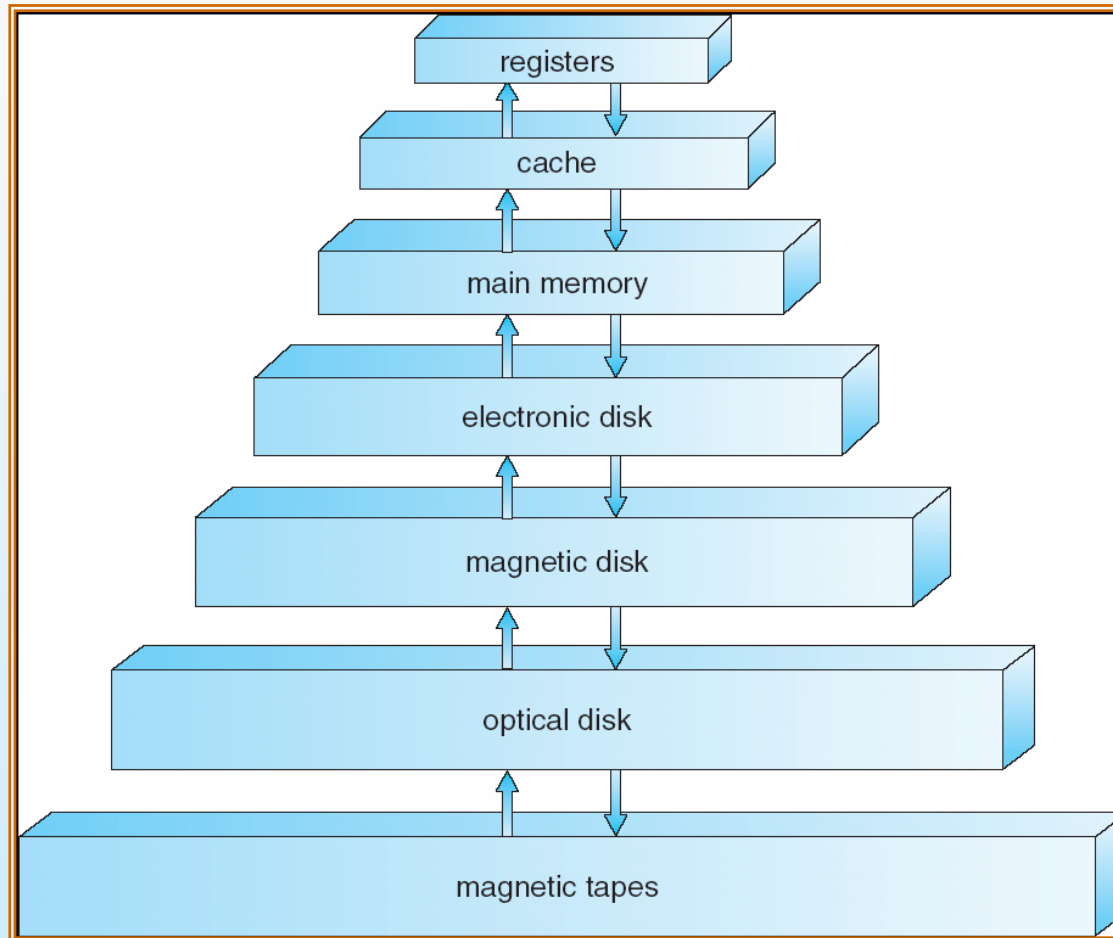 registers
cache
main memory
electronic disk
magnetic disk
optical disk
magnetic tapes